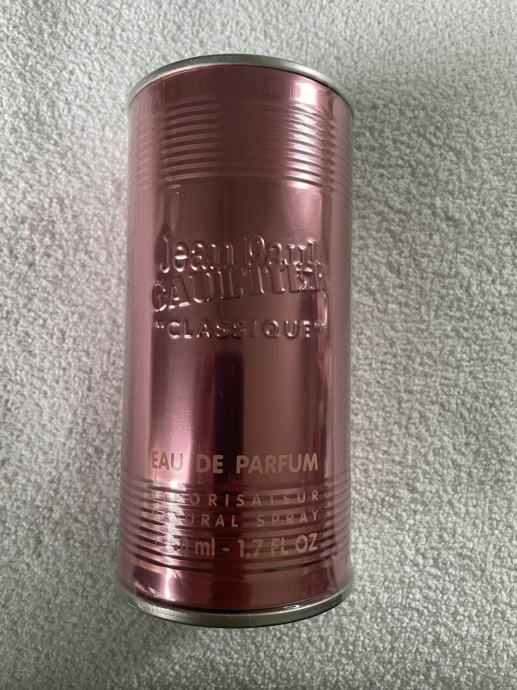 Jean Paul
GAULTIER
"CLASSIQUE"
EAU DE PARFUM
VAPORISATEUR
NATURAL SPRAY
ml - 1.7 FL OZ